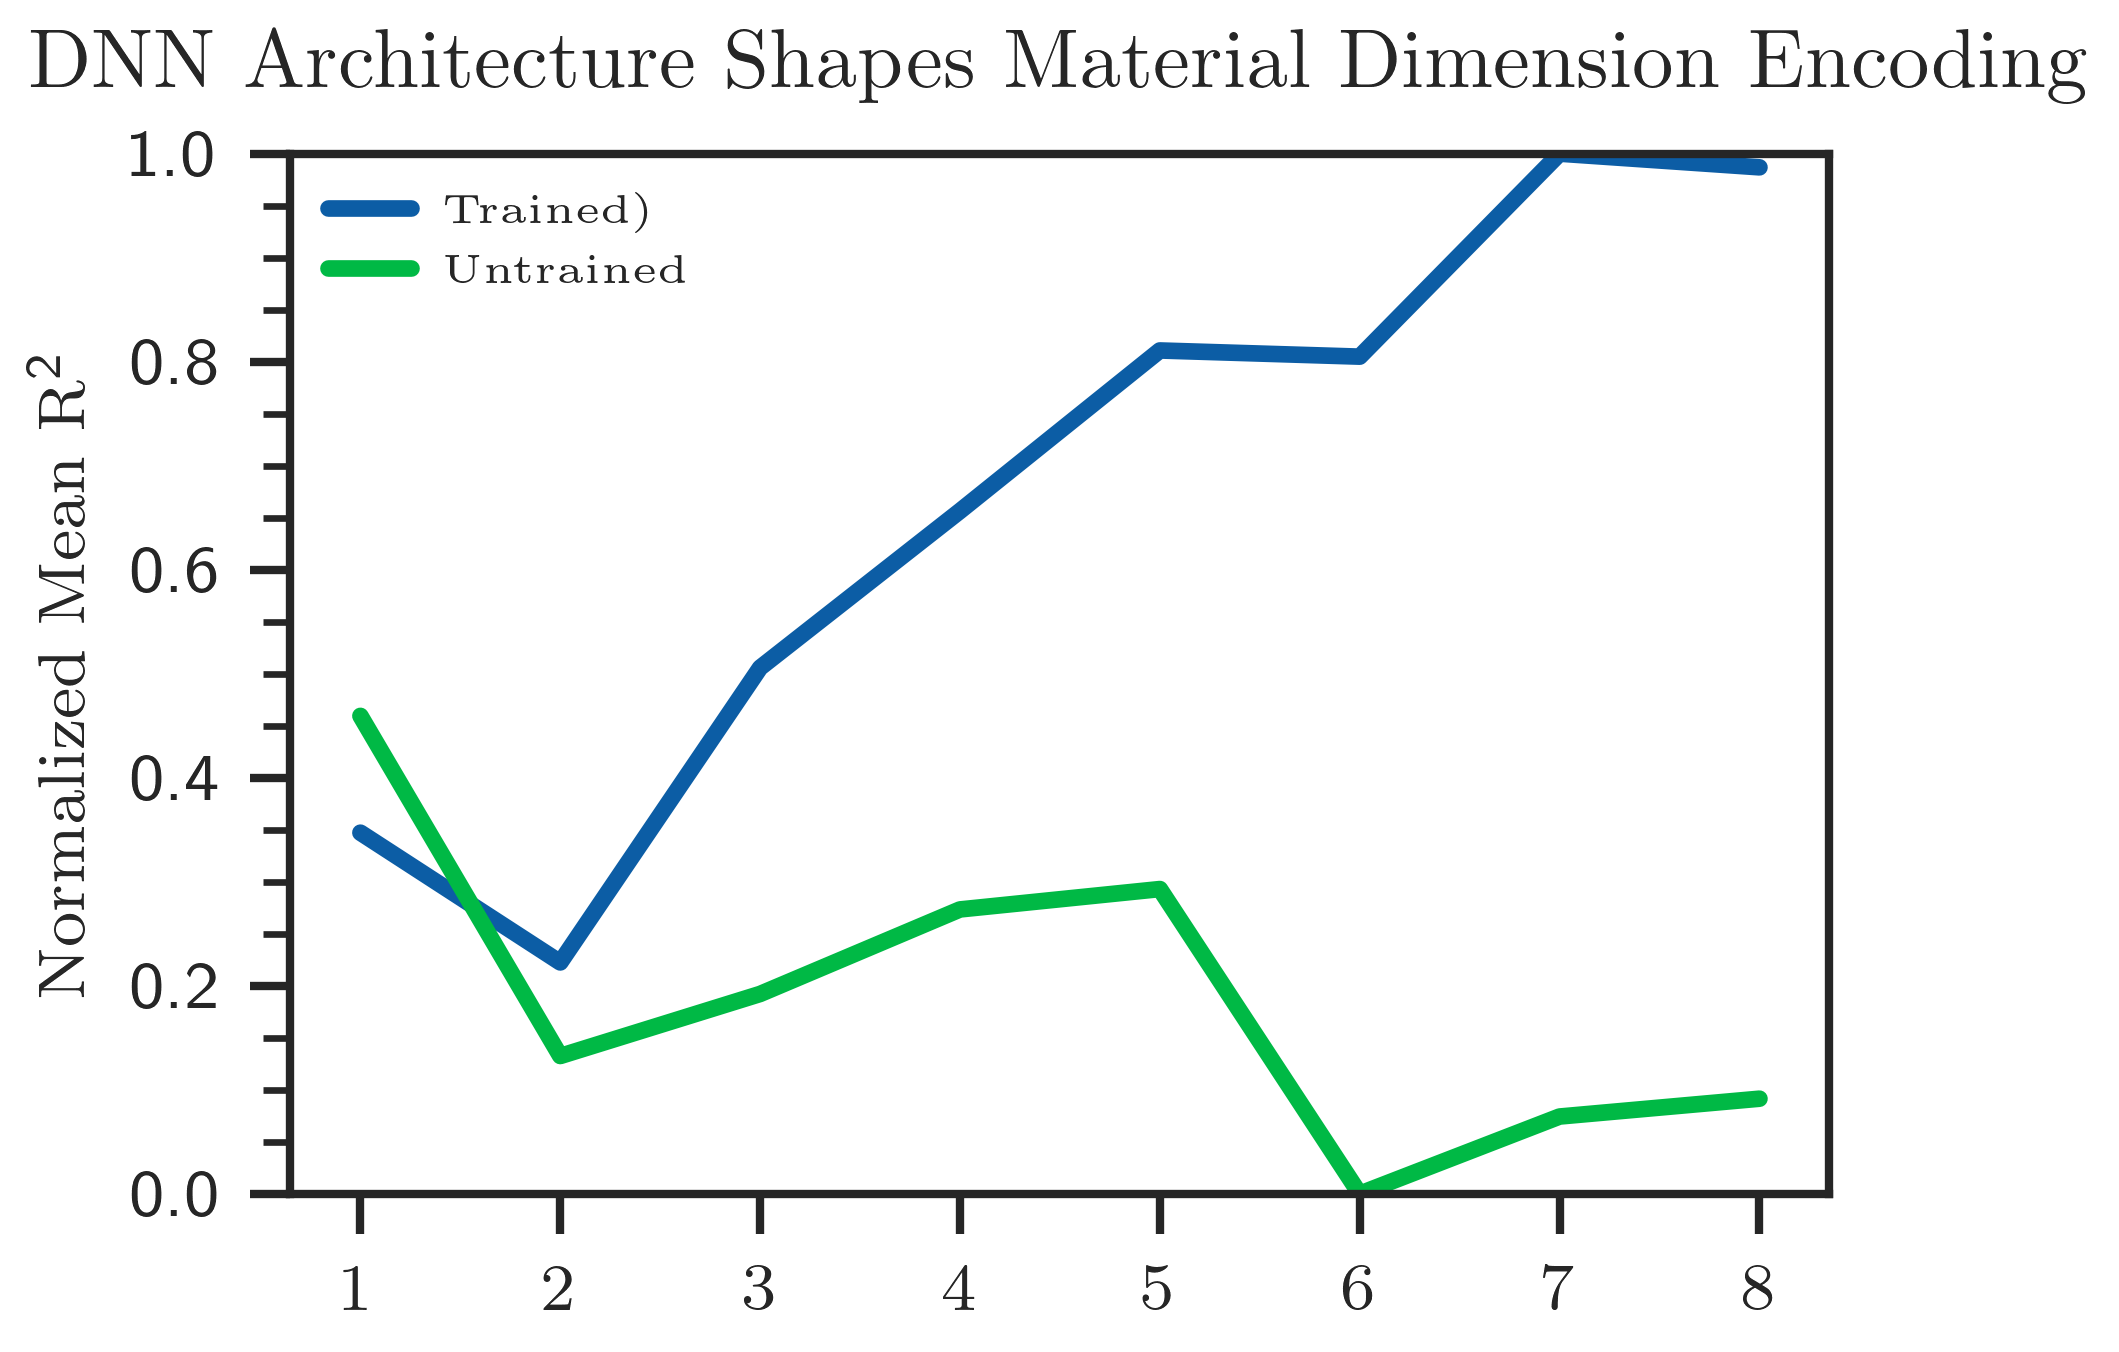 DNN Architecture Shapes Material Dimension Encoding
Normalized Mean R²
1.0
0.8
0.6
0.4
0.2
0.0
Trained)
Untrained
1 2 3 4 5 6 7 8